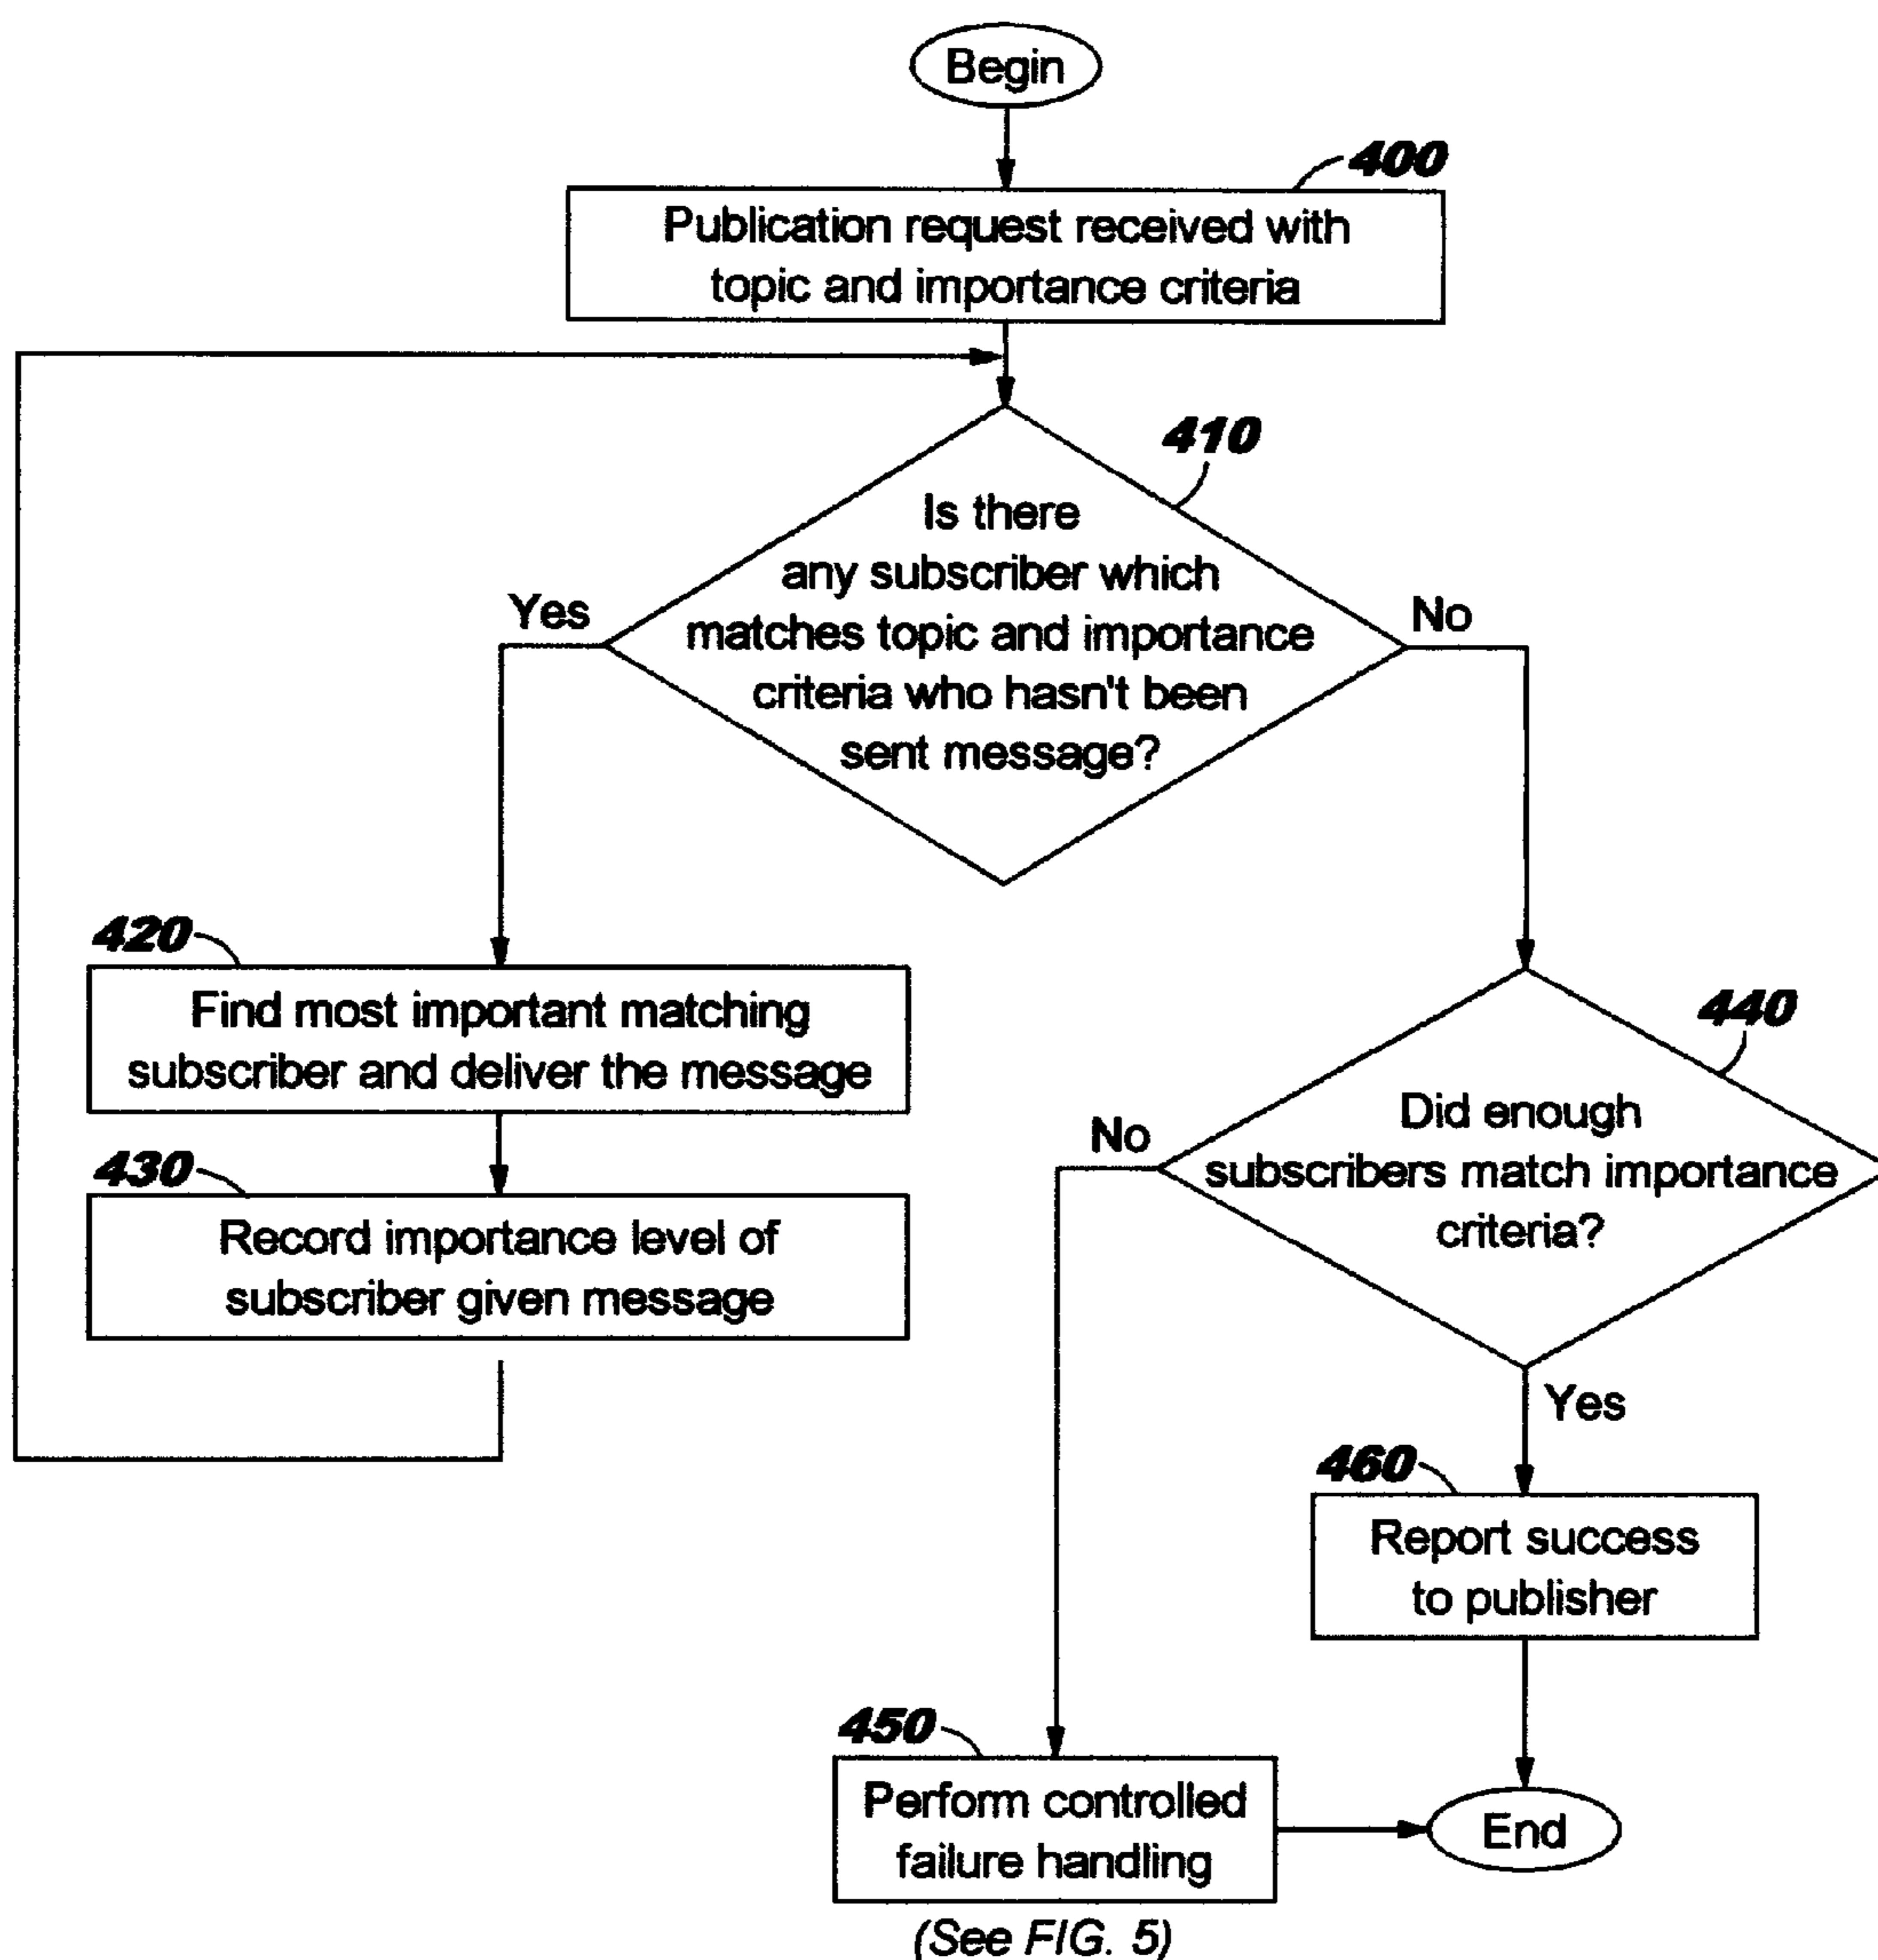 Begin
400
Publication request received with
topic and importance criteria
410
Is there
any subscriber which
matches topic and importance
criteria who hasn't been
sent message?
Yes
No
420
Find most important matching
subscriber and deliver the message
430
Record importance level of
subscriber given message
440
Did enough
subscribers match importance
criteria?
No
Yes
460
Report success
to publisher
450
Perform controlled
failure handling
End
(See FIG. 5)